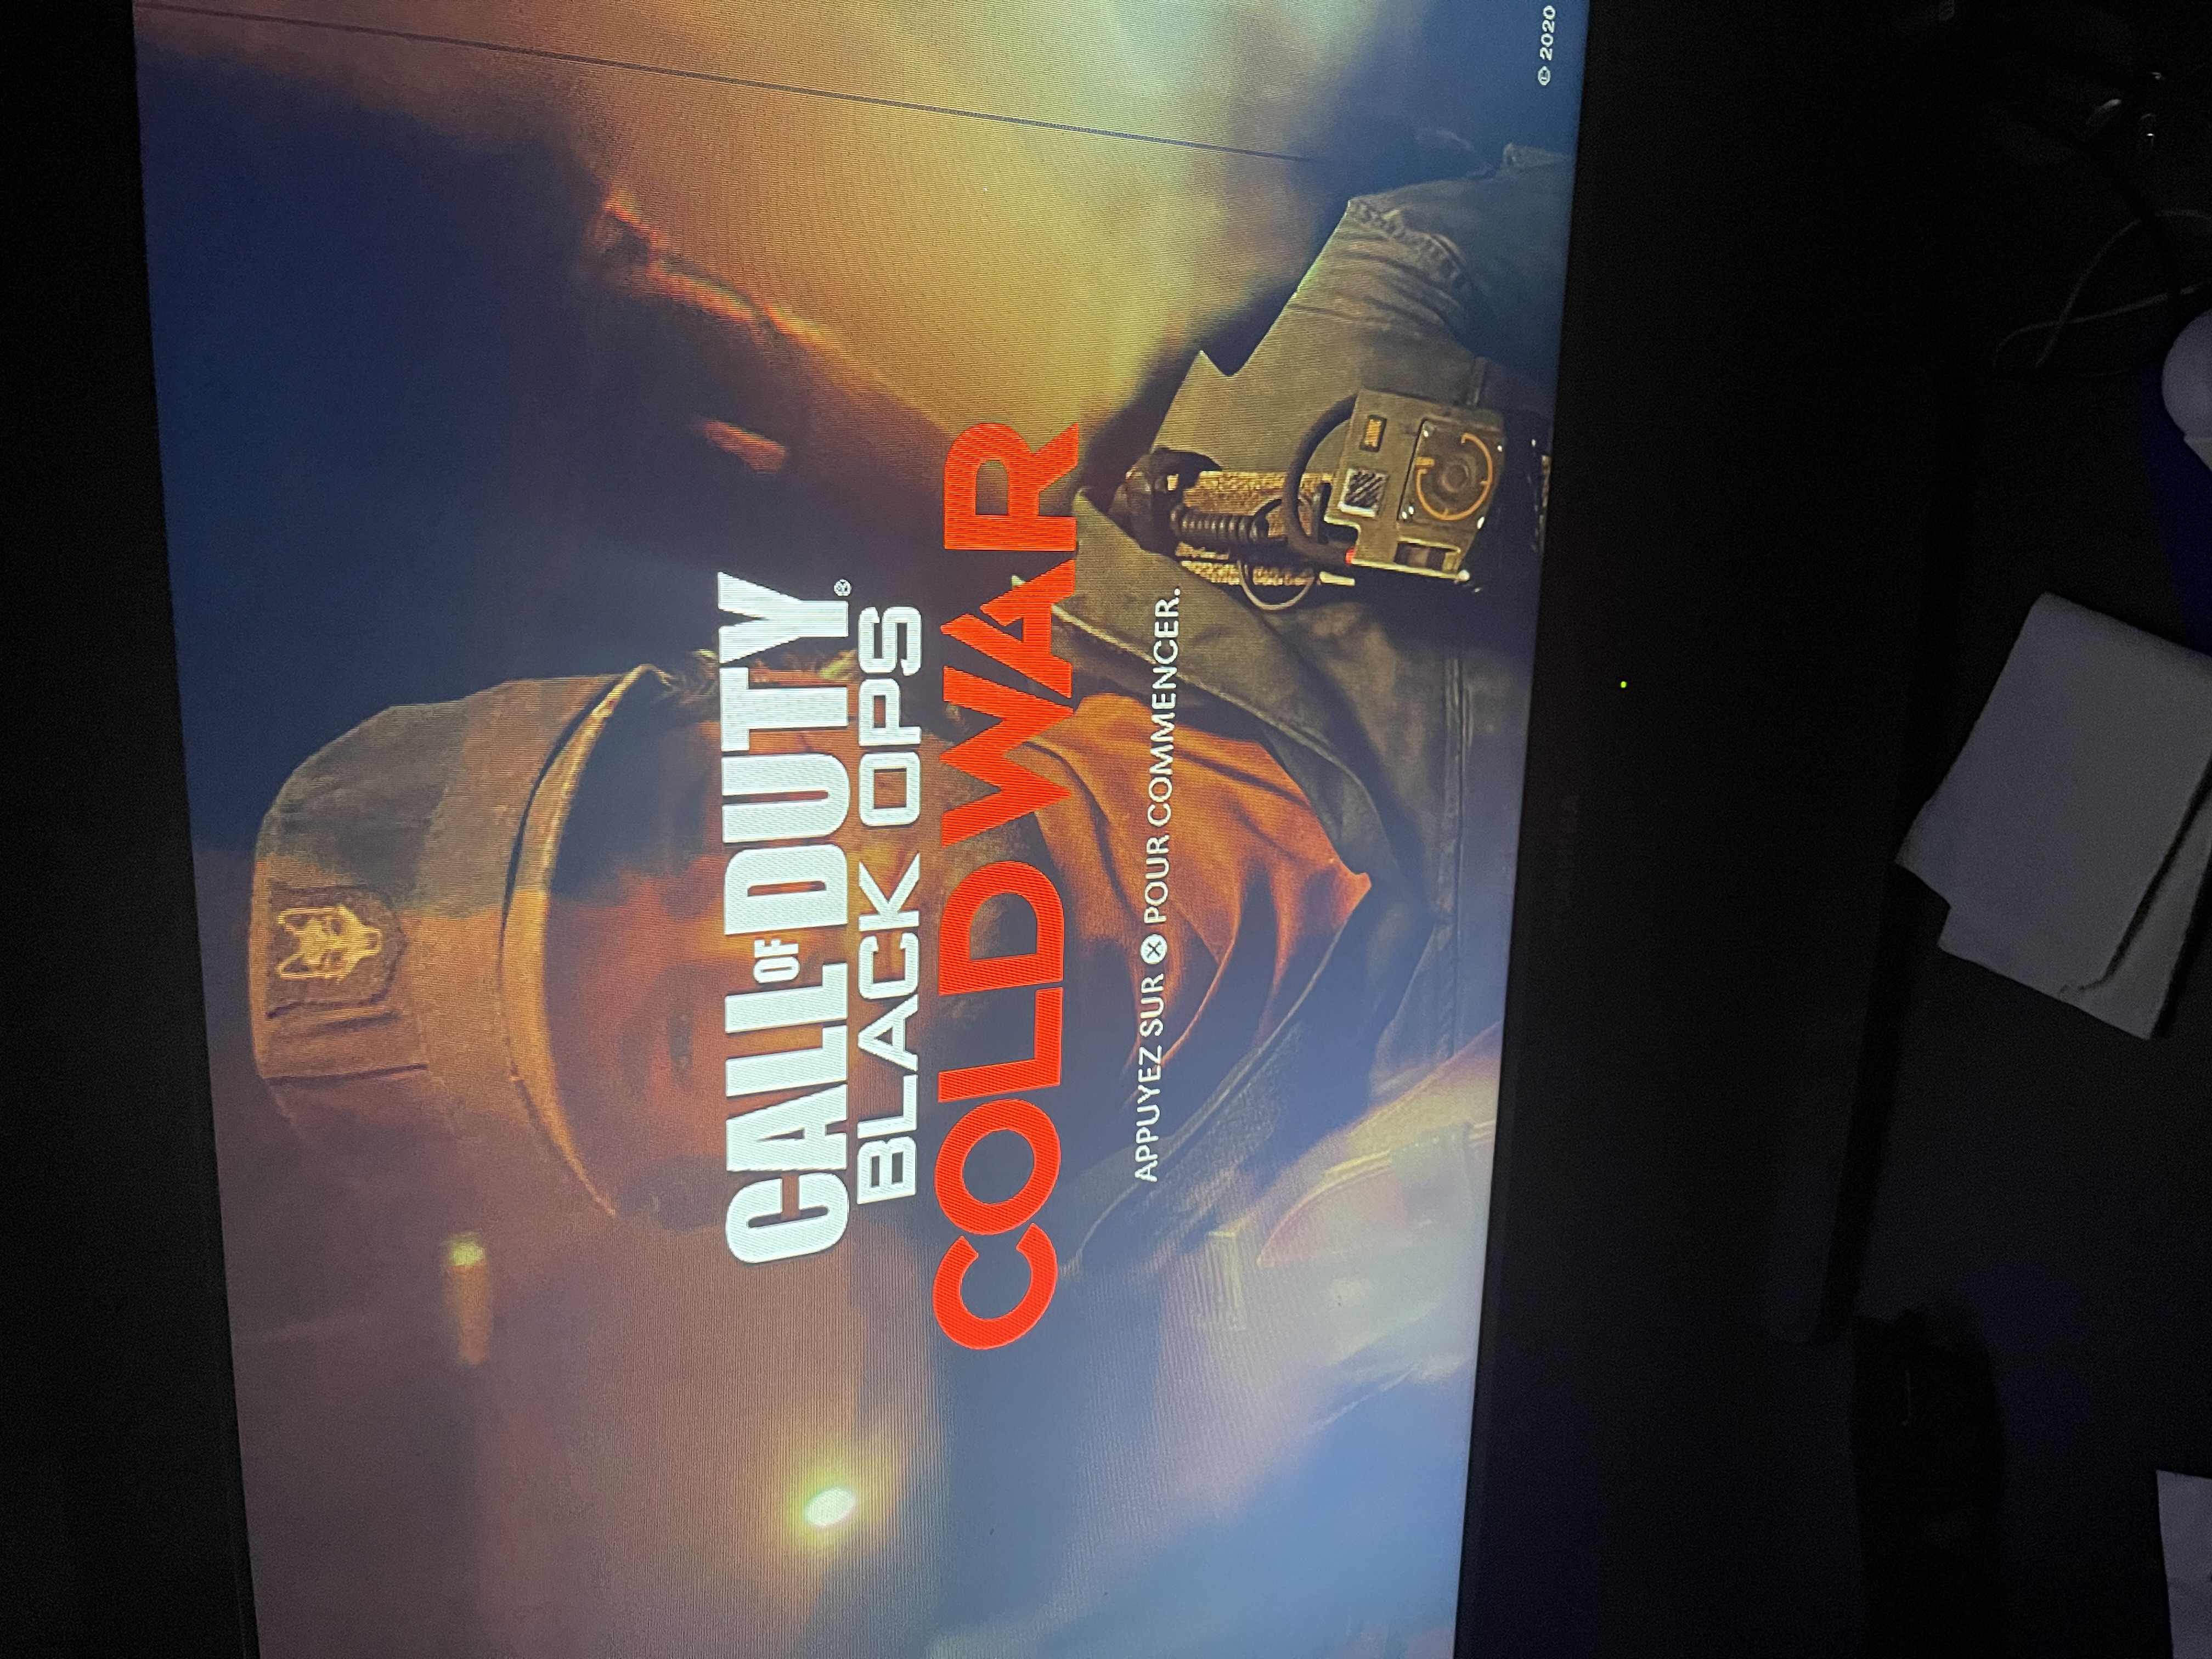 CALL OF DUTY®
BLACK OPS
COLD WAR
APPUYEZ SUR ⓧ POUR COMMENCER.
© 2020